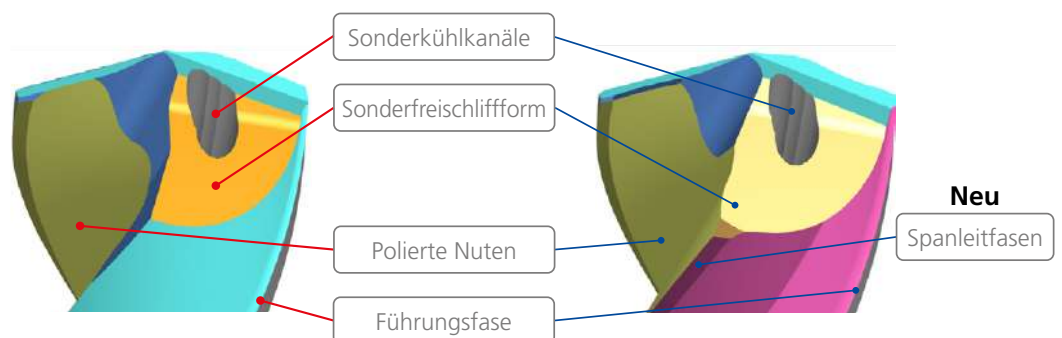 Sonderkühlkanäle
Sonderfreischliffform
Neu
Spanleitfasen
Polierte Nuten
Führungsfase